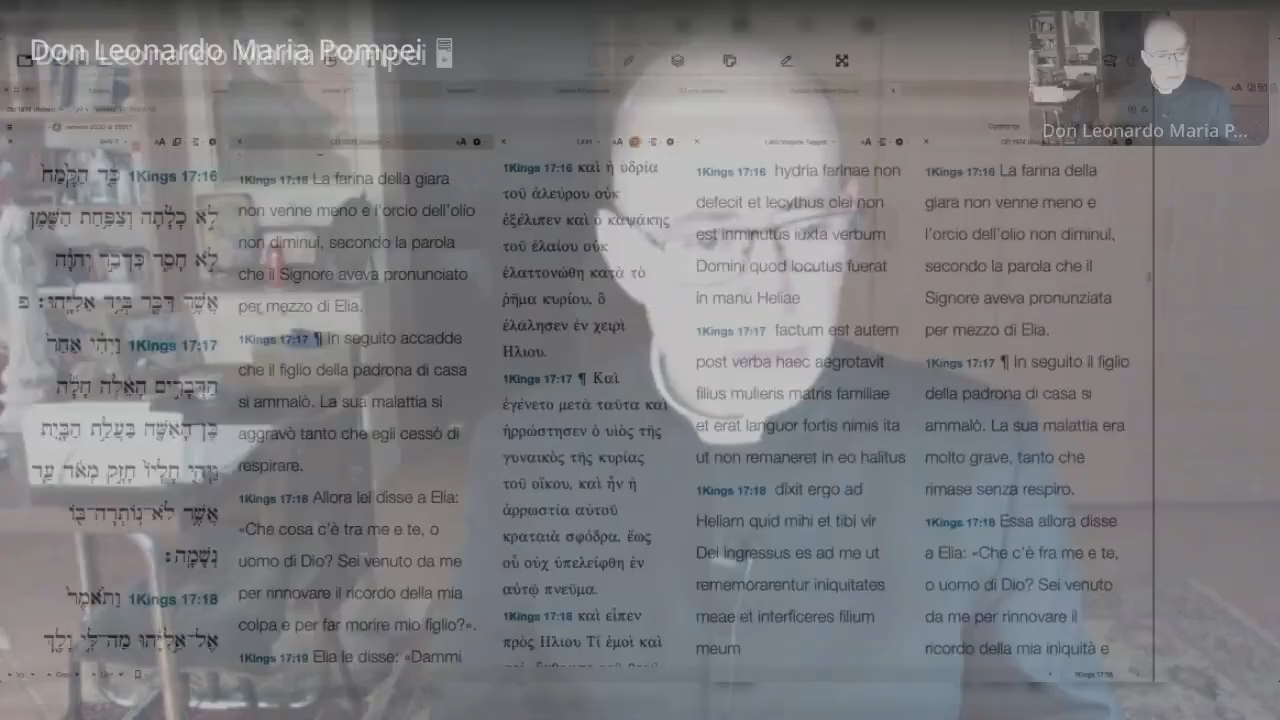 Don Leonardo Maria Pompei
Don Leonardo Maria P...
1Kings 17:16 כַּ֤ד הַקֶּ֙מַח֙
לֹ֣א כָלָ֔תָה וְצַפַּ֥חַת הַשֶּׁ֖מֶן
לֹ֣א חָסֵ֑ר כִּדְבַ֣ר יְהוָ֔ה
אֲשֶׁ֥ר דִּבֶּ֖ר בְּיַ֥ד אֵלִיָּֽהוּ׃ פ
1Kings 17:17 וַיְהִ֗י אַחַר֙
הַדְּבָרִ֣ים הָאֵ֔לֶּה חָלָ֕ה
בֶּן־הָאִשָּׁ֖ה בַּעֲלַ֣ת הַבָּ֑יִת
וַיְהִ֤י חָלְיוֹ֙ חָזָ֣ק מְאֹ֔ד עַ֛ד
אֲשֶׁ֥ר לֹא־נֽוֹתְרָה־בּ֖וֹ
נְשָׁמָֽה׃
1Kings 17:18 וַתֹּ֙אמֶר֙
אֶל־אֵ֣לִיָּ֔הוּ מַה־לִּ֥י וָלָ֖ךְ
1Kings 17:16 La farina della giara
non venne meno e l'orcio dell'olio
non diminuì, secondo la parola
che il Signore aveva pronunciato
per mezzo di Elia.
1Kings 17:17 ¶ In seguito accadde
che il figlio della padrona di casa
si ammalò. La sua malattia si
aggravò tanto che egli cessò di
respirare.
1Kings 17:18 Allora lei disse a Elia:
«Che cosa c'è tra me e te, o
uomo di Dio? Sei venuto da me
per rinnovare il ricordo della mia
colpa e per far morire mio figlio?».
1Kings 17:19 Elia le disse: «Dammi
1Kings 17:16 καὶ ἡ ὑδρία
τοῦ ἀλεύρου οὐκ
ἐξέλιπεν καὶ ὁ καψάκης
τοῦ ἐλαίου οὐκ
ἐλαττονώθη κατὰ τὸ
ῥῆμα κυρίου, ὃ
ἐλάλησεν ἐν χειρὶ
Ηλιου.
1Kings 17:17 ¶ Καὶ
ἐγένετο μετὰ ταῦτα καὶ
ἠρρώστησεν ὁ υἱὸς τῆς
γυναικὸς τῆς κυρίας
τοῦ οἴκου, καὶ ἦν ἡ
ἀρρωστία αὐτοῦ
κραταιὰ σφόδρα, ἕως
οὗ οὐχ ὑπελείφθη ἐν
αὐτῷ πνεῦμα.
1Kings 17:18 καὶ εἶπεν
πρὸς Ηλιου Τί ἐμοὶ καὶ
1Kings 17:16 hydria farinae non
defecit et lecythus olei non
est inminutus iuxta verbum
Domini quod locutus fuerat
in manu Heliae
1Kings 17:17 factum est autem
post verba haec aegrotavit
filius mulieris matris familiae
et erat languor fortis nimis ita
ut non remaneret in eo halitus
1Kings 17:18 dixit ergo ad
Heliam quid mihi et tibi vir
Dei ingressus es ad me ut
rememorarentur iniquitates
meae et interficeres filium
meum
1Kings 17:16 La farina della
giara non venne meno e
l'orcio dell'olio non diminuì,
secondo la parola che il
Signore aveva pronunziata
per mezzo di Elia.
1Kings 17:17 ¶ In seguito il figlio
della padrona di casa si
ammalò. La sua malattia era
molto grave, tanto che
rimase senza respiro.
1Kings 17:18 Essa allora disse
a Elia: «Che c'è fra me e te,
o uomo di Dio? Sei venuto
da me per rinnovare il
ricordo della mia iniquità e
1Kings 17:16